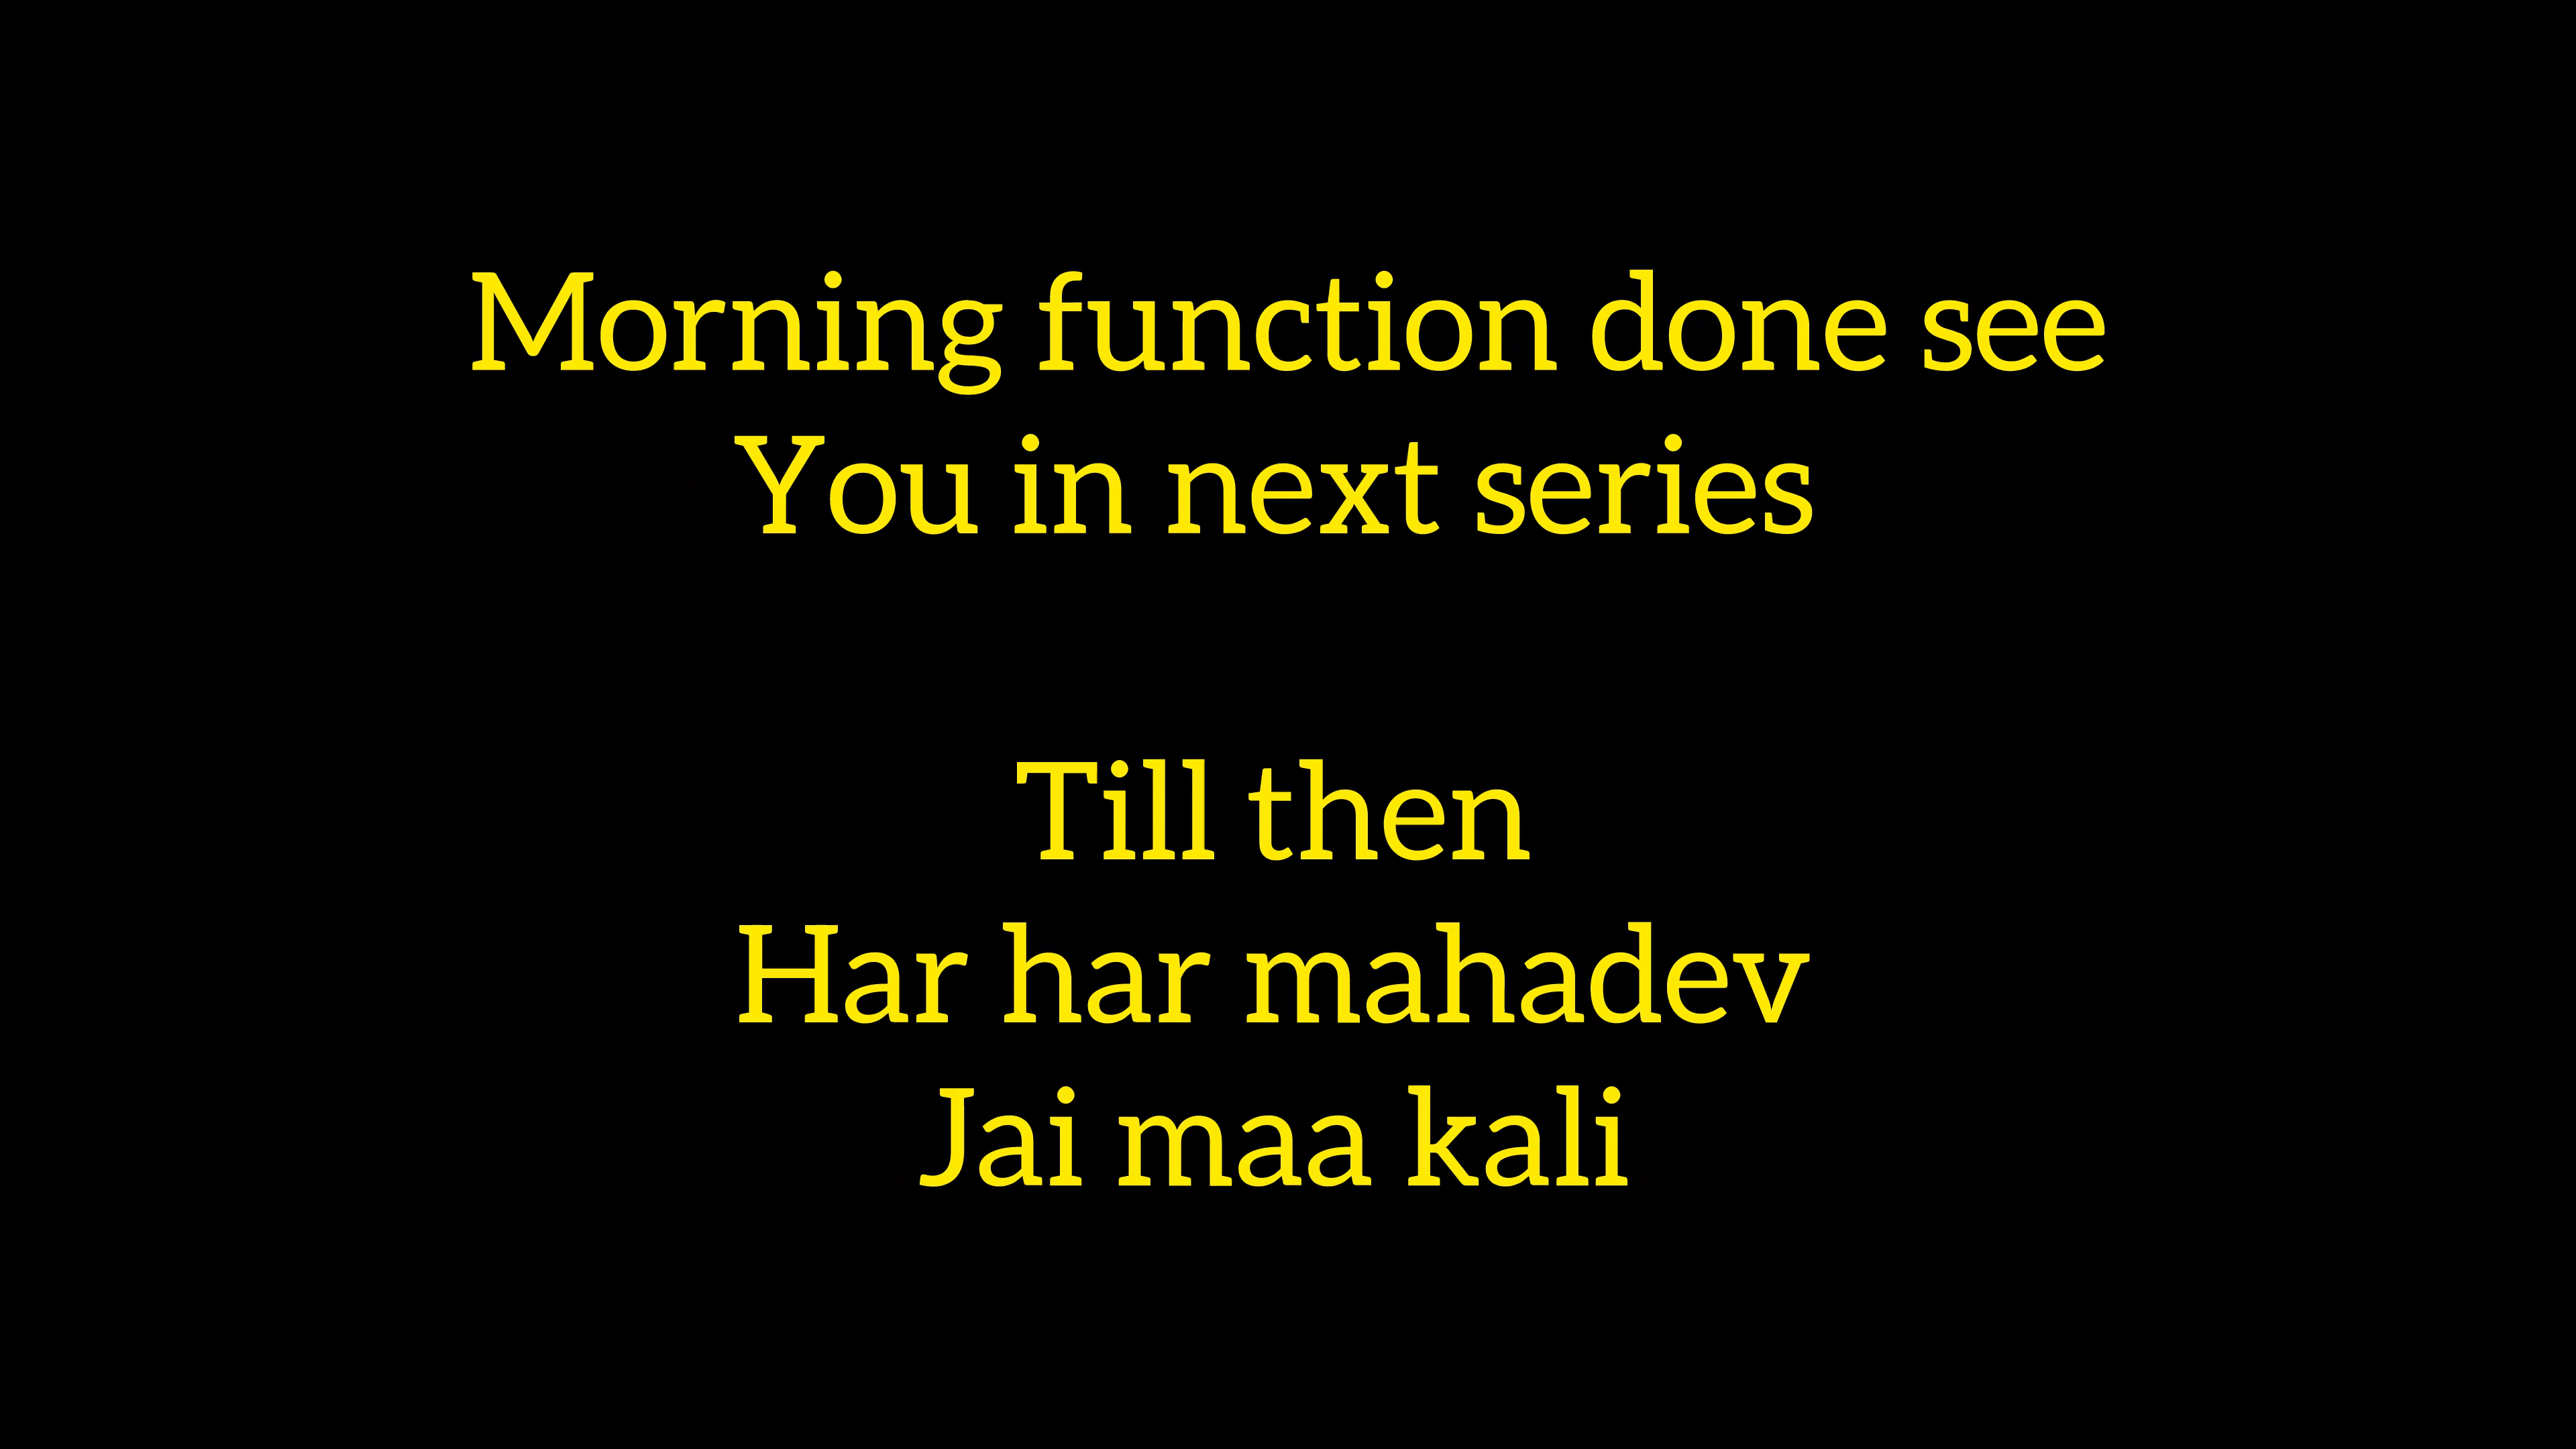 Morning function done see
You in next series
Till then
Har har mahadev
Jai maa kali